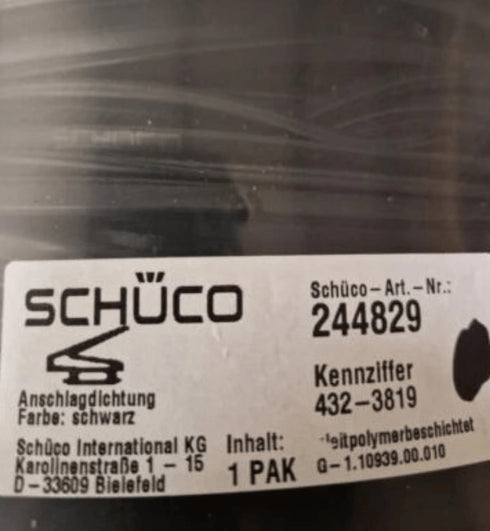 SCHÜCO
Anschlagdichtung
Farbe: schwarz
Schüco International KG
Karolinenstraße 1 - 15
D-33609 Bielefeld
Inhalt:
1 PAK
Schüco-Art.-Nr.:
244829
Kennziffer
432-3819
leitpolymerbeschichtet
G-1.10939.00.010